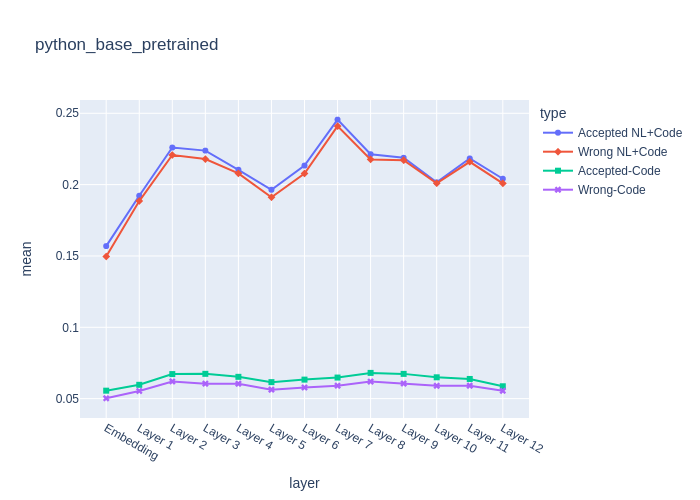 python_base_pretrained
type
Accepted NL+Code
Wrong NL+Code
Accepted-Code
Wrong-Code
mean
0.25
0.2
0.15
0.1
0.05
Embedding
Layer 1
Layer 2
Layer 3
Layer 4
Layer 5
Layer 6
Layer 7
Layer 8
Layer 9
Layer 10
Layer 11
Layer 12
layer